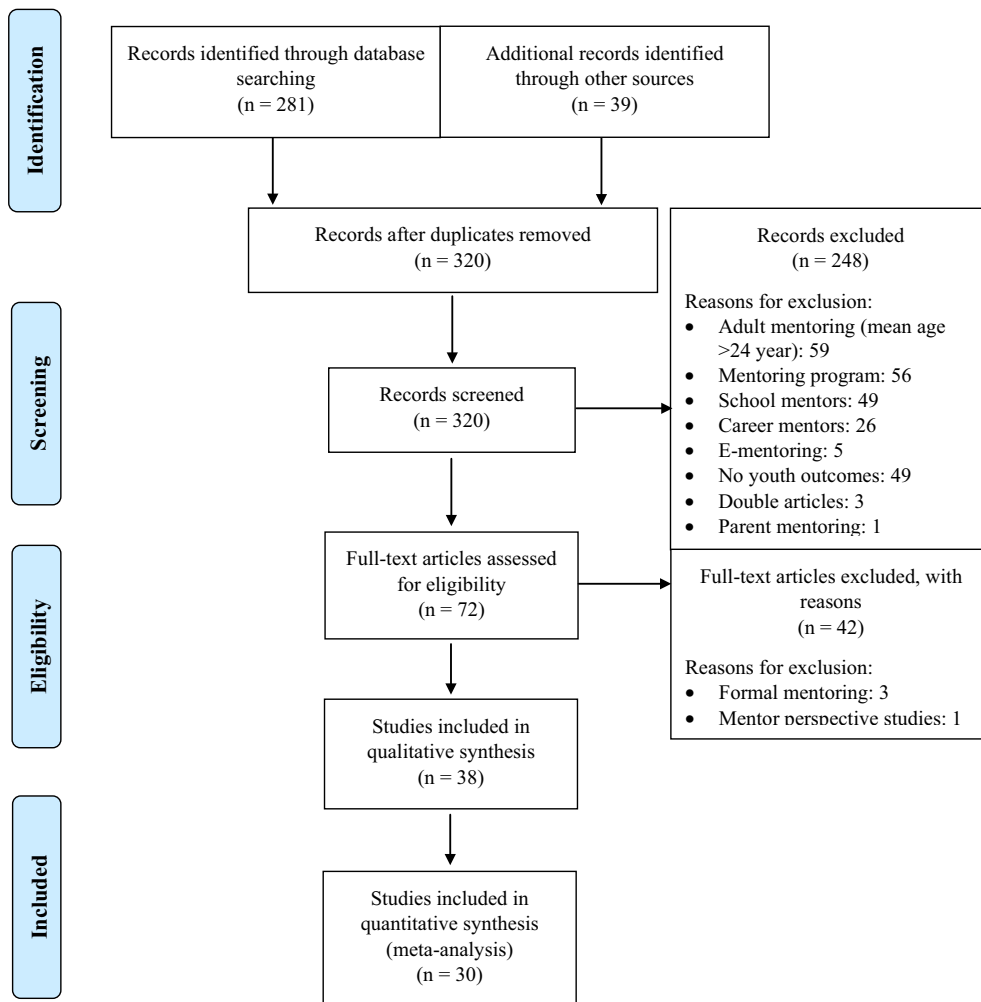 Identification
Records identified through database
searching
(n = 281)
Additional records identified
through other sources
(n = 39)
Records after duplicates removed
(n = 320)
Records excluded
(n = 248)
Reasons for exclusion:
• Adult mentoring (mean age
>24 year): 59
• Mentoring program: 56
• School mentors: 49
• Career mentors: 26
• E-mentoring: 5
• No youth outcomes: 49
• Double articles: 3
• Parent mentoring: 1
Screening
Records screened
(n = 320)
Eligibility
Full-text articles assessed
for eligibility
(n = 72)
Full-text articles excluded, with
reasons
(n = 42)
Reasons for exclusion:
• Formal mentoring: 3
• Mentor perspective studies: 1
Studies included in
qualitative synthesis
(n = 38)
Included
Studies included in
quantitative synthesis
(meta-analysis)
(n = 30)